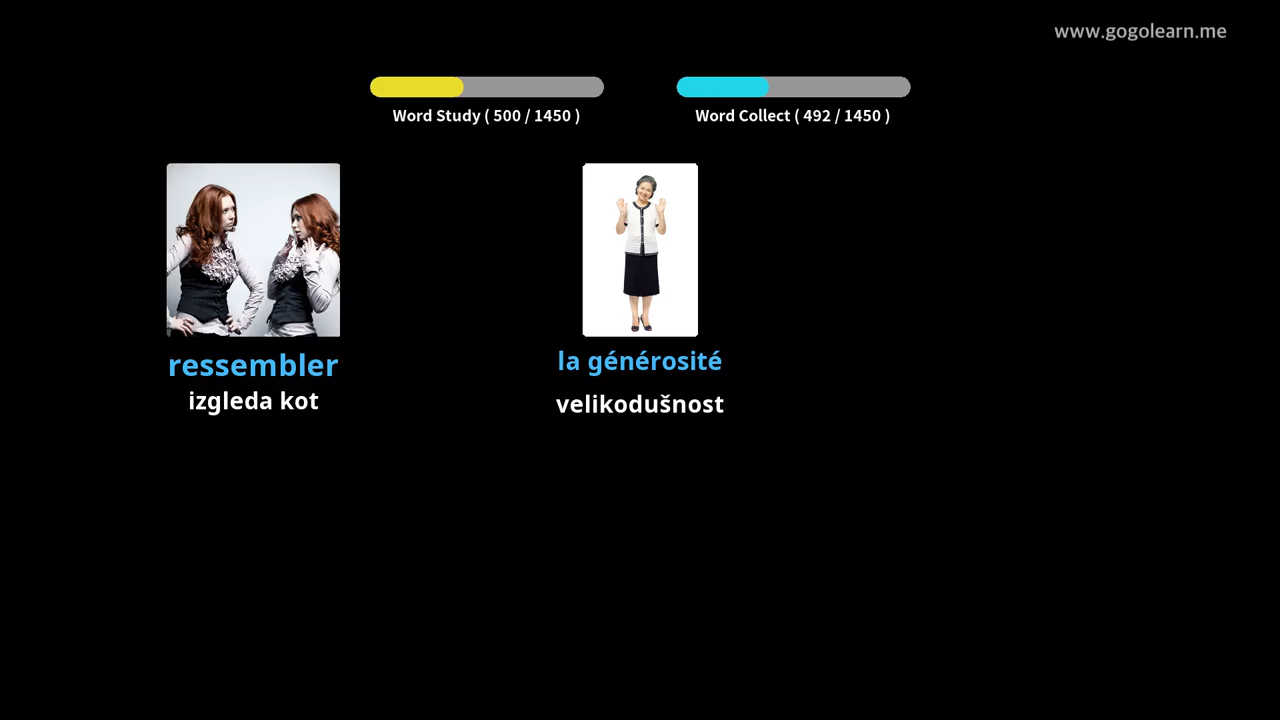 www.gogolearn.me
Word Study ( 500 / 1450 )
Word Collect ( 492 / 1450 )
ressembler
izgleda kot
la générosité
velikodušnost